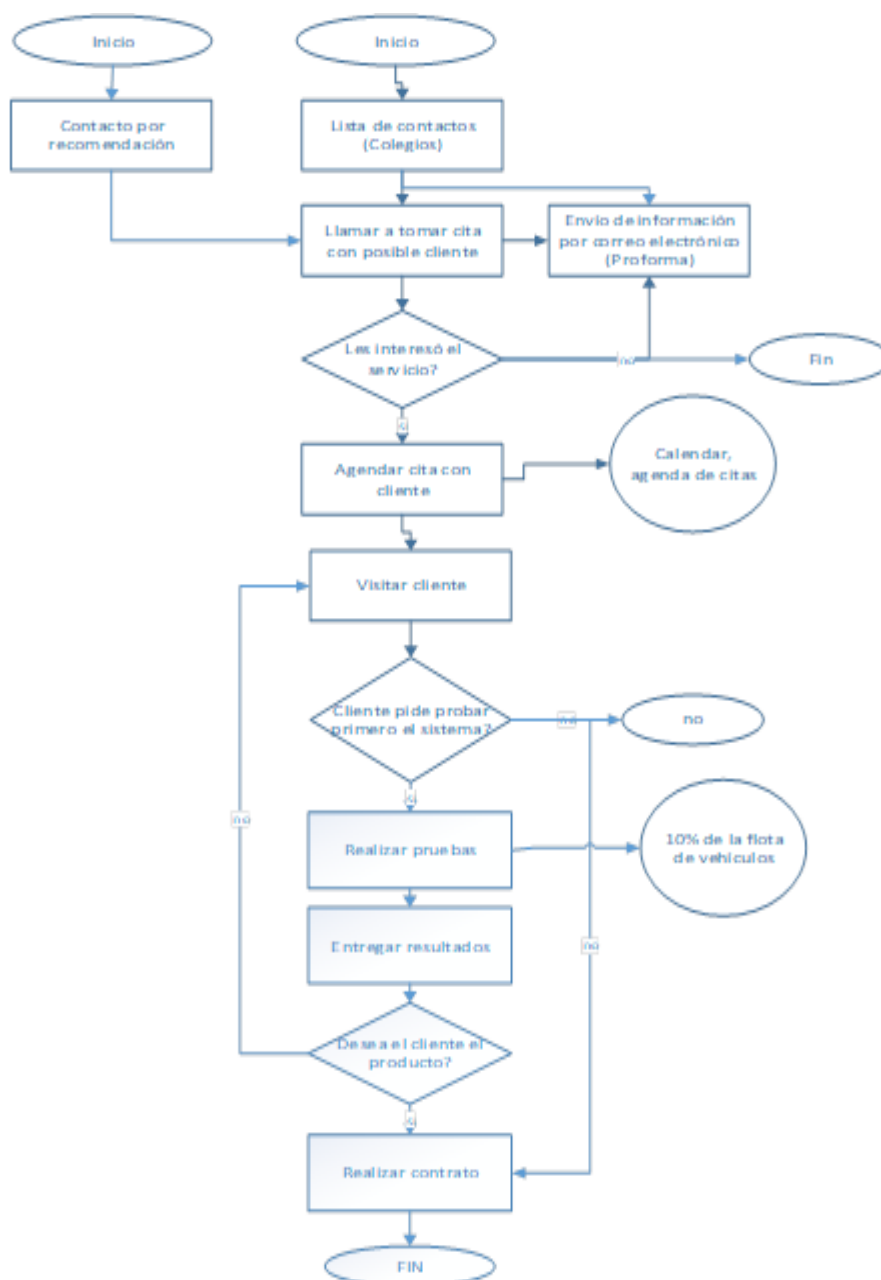 Inicio
Inicio
Contacto por
recomendación
Lista de contactos
(Colegios)
Llamar a tomar cita
con posible cliente
Envío de información
por correo electrónico
(Proforma)
Les interesó el
servicio?
no
Fin
si
Agendar cita con
cliente
Calendar,
agenda de citas
Visitar cliente
Cliente pide probar
primero el sistema?
no
no
si
no
Realizar pruebas
10% de la flota
de vehículos
Entregar resultados
no
Desea el cliente el
producto?
si
Realizar contrato
FIN